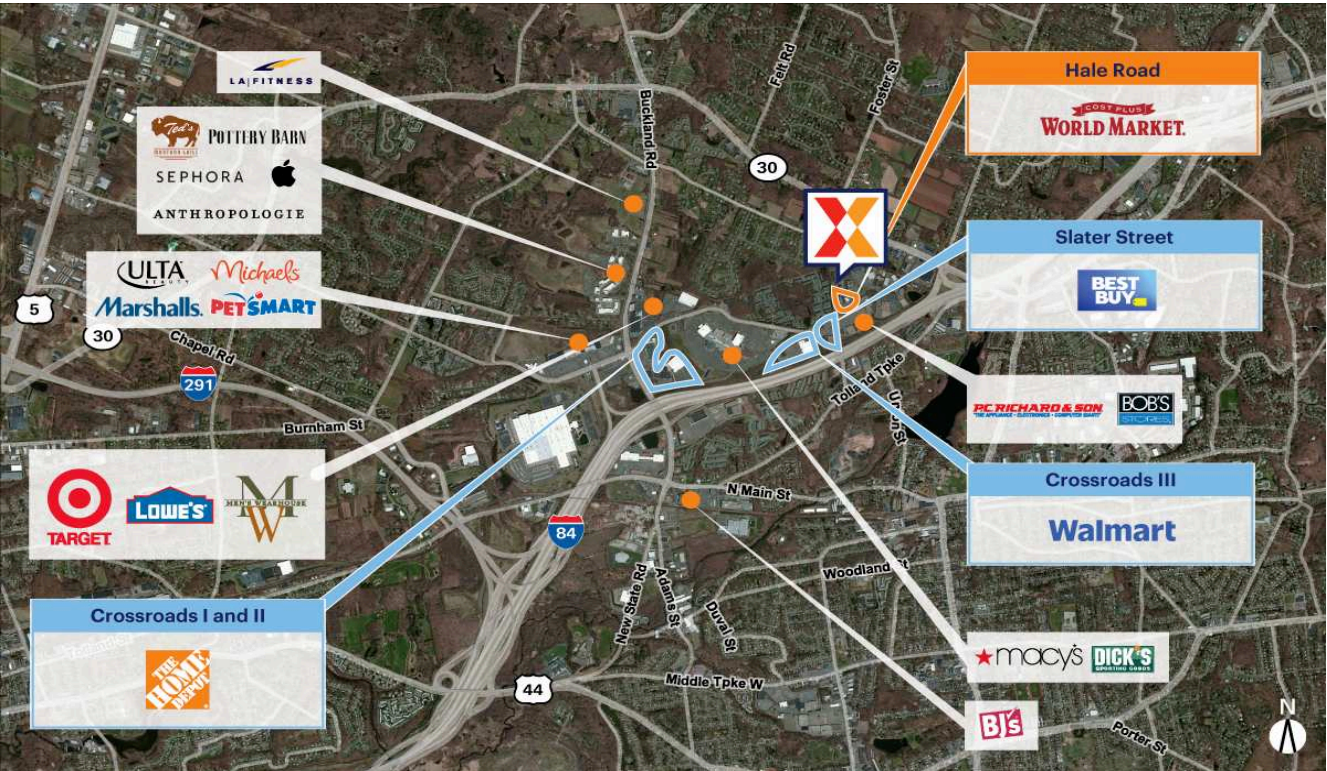 LA|FITNESS
Ted's
MONTANA GRILL
POTTERY BARN
SEPHORA
ANTHROPOLOGIE
ULTA
BEAUTY
Michaels
Marshalls.
PETSMART
5
30
Chapel Rd
291
Burnham St
TARGET
LOWE'S
MEN'S WEARHOUSE
MW
Crossroads I and II
THE
HOME
DEPOT
Buckland Rd
Felt Rd
Foster St
30
X
Hale Road
COST PLUS
WORLD MARKET.
Slater Street
BEST
BUY
Tolland Tpke
Union St
P.C. RICHARD & SON
BOB'S
STORES
Crossroads III
Walmart
N Main St
84
Woodland St
New State Rd
Adams St
Duval St
44
Middle Tpke W
macy's
DICK'S
SPORTING GOODS
BJ's
Porter St
N